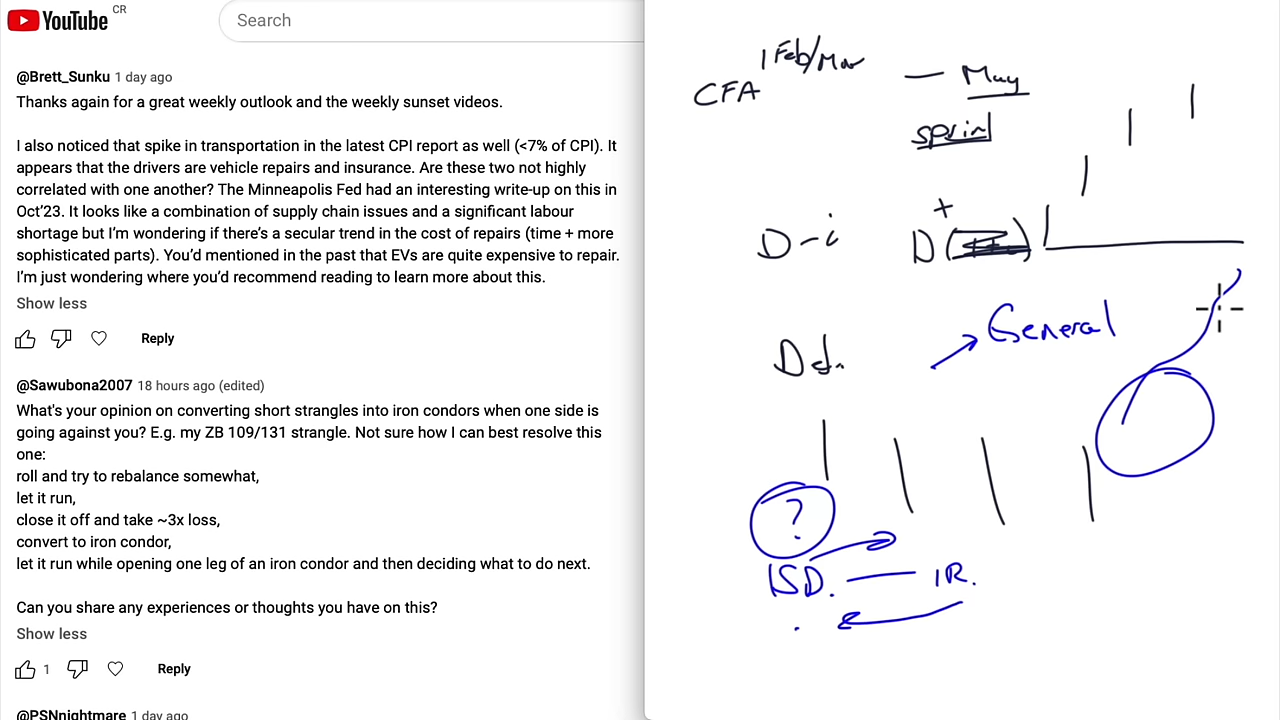 YouTube CR
Search
@Brett_Sunku 1 day ago
Thanks again for a great weekly outlook and the weekly sunset videos.
I also noticed that spike in transportation in the latest CPI report as well (<7% of CPI). It
appears that the drivers are vehicle repairs and insurance. Are these two not highly
correlated with one another? The Minneapolis Fed had an interesting write-up on this in
Oct'23. It looks like a combination of supply chain issues and a significant labour
shortage but I'm wondering if there's a secular trend in the cost of repairs (time + more
sophisticated parts). You'd mentioned in the past that EVs are quite expensive to repair.
I'm just wondering where you'd recommend reading to learn more about this.
Show less
Reply
@Sawubona2007 18 hours ago (edited)
What's your opinion on converting short strangles into iron condors when one side is
going against you? E.g. my ZB 109/131 strangle. Not sure how I can best resolve this
one:
roll and try to rebalance somewhat,
let it run,
close it off and take ~3x loss,
convert to iron condor,
let it run while opening one leg of an iron condor and then deciding what to do next.
Can you share any experiences or thoughts you have on this?
Show less
1 Reply
@PSNnightmare 1 day ago
CFA 1 Feb/Mar — May
D-i D +
General
?
ISD. — IR.